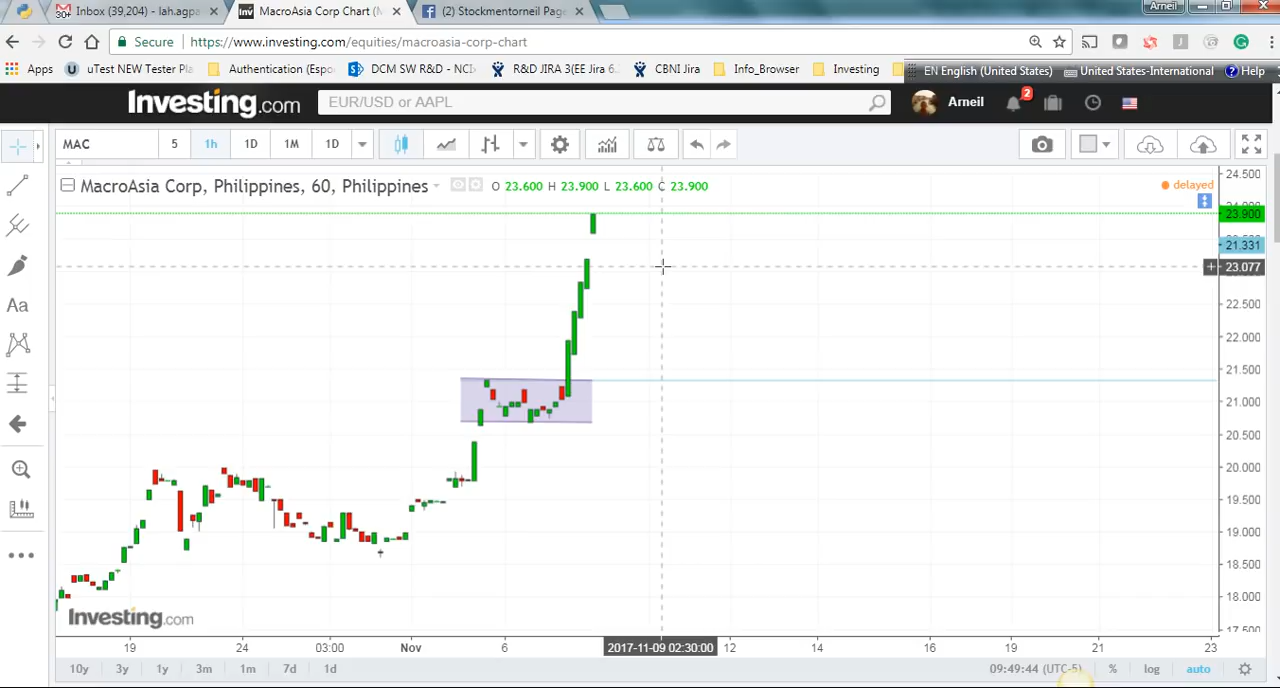 Inbox (39,204) - lah.agpa
MacroAsia Corp Chart (M
(2) Stockmentorneil Page
Arneil
Secure
https://www.investing.com/equities/macroasia-corp-chart
Apps
uTest NEW Tester Pla
Authentication (Espo
DCM SW R&D - NCI
R&D JIRA 3(EE Jira 6.
CBNI Jira
Info_Browser
Investing
EN English (United States)
United States-International
Help
Investing.com
EUR/USD or AAPL
Arneil
2
MAC
5
1h
1D
1M
1D
MacroAsia Corp, Philippines, 60, Philippines
O 23.600 H 23.900 L 23.600 C 23.900
delayed
Aa
24.500
23.900
21.331
23.077
22.500
22.000
21.500
21.000
20.500
20.000
19.500
19.000
18.500
18.000
17.500
Investing.com
19
24
03:00
Nov
6
2017-11-09 02:30:00
12
14
16
19
21
23
10y
3y
1y
3m
1m
7d
1d
09:49:44 (UTC-5)
%
log
auto